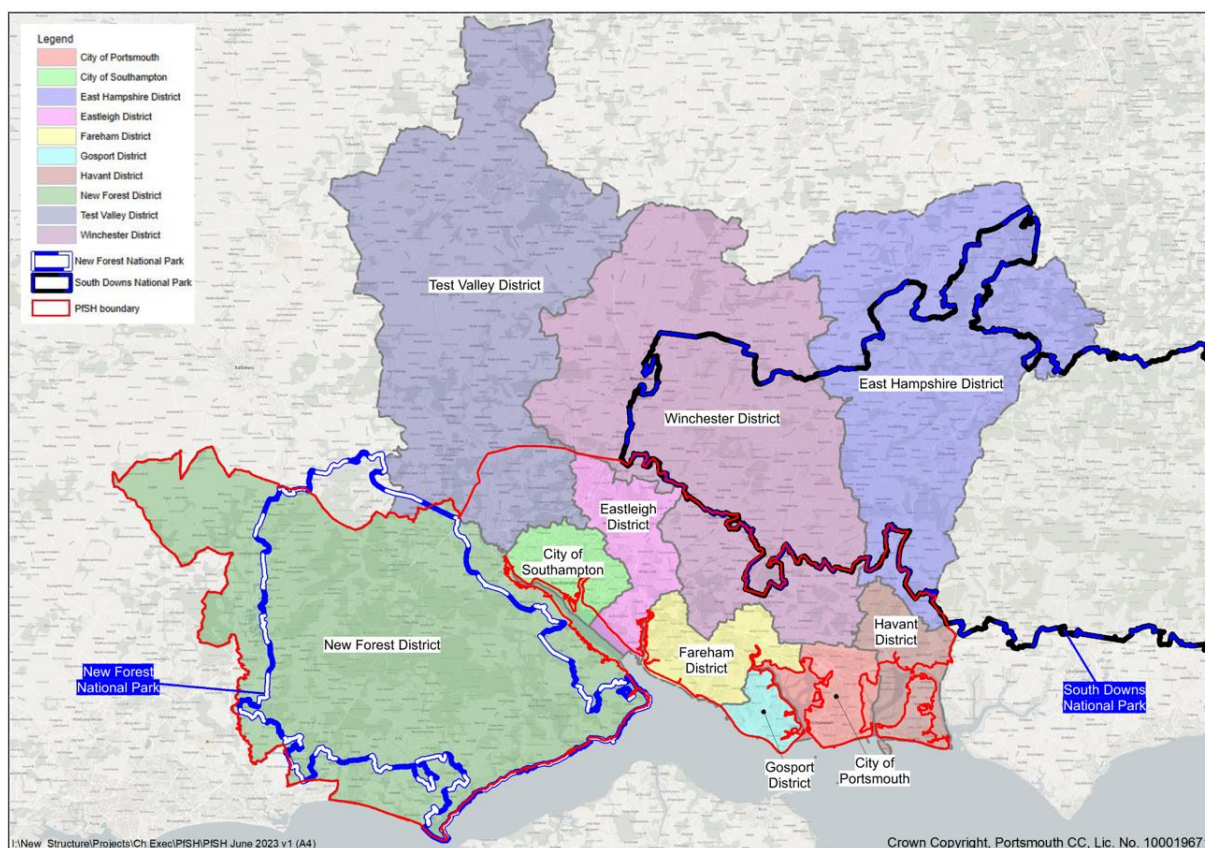 Legend
City of Portsmouth
City of Southampton
East Hampshire District
Eastleigh District
Fareham District
Gosport District
Havant District
New Forest District
Test Valley District
Winchester District
New Forest National Park
South Downs National Park
PfSH boundary
Test Valley District
East Hampshire District
Winchester District
Eastleigh
District
City of
Southampton
New Forest District
Havant
District
Fareham
District
New Forest
National Park
South Downs
National Park
Gosport
District
City of
Portsmouth
I:\New_Structure\Projects\Ch Exec\PfSH\PfSH June 2023 v1 (A4)
Crown Copyright, Portsmouth CC, Lic. No. 10001967